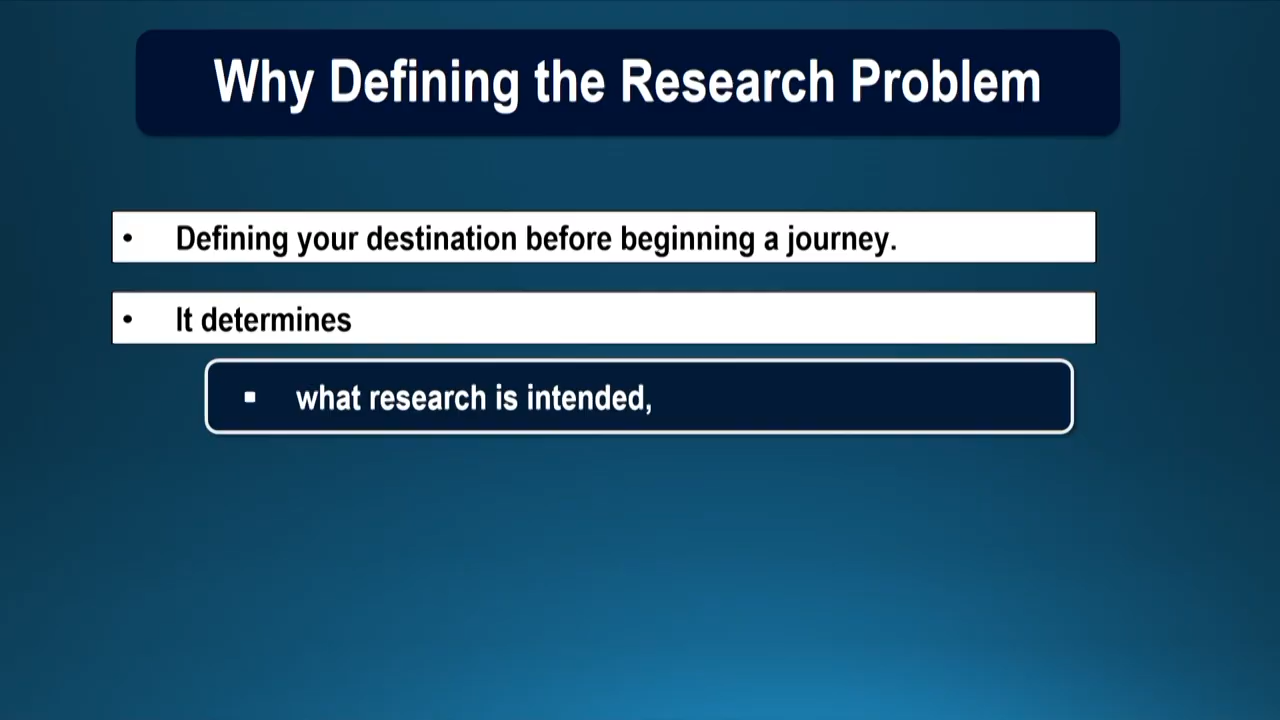 Why Defining the Research Problem
• Defining your destination before beginning a journey.
• It determines
▪ what research is intended,